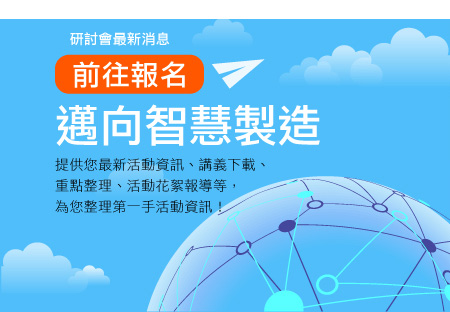 研討會最新消息
前往報名
邁向智慧製造
提供您最新活動資訊、講義下載、
重點整理、活動花絮報導等，
為您整理第一手活動資訊！